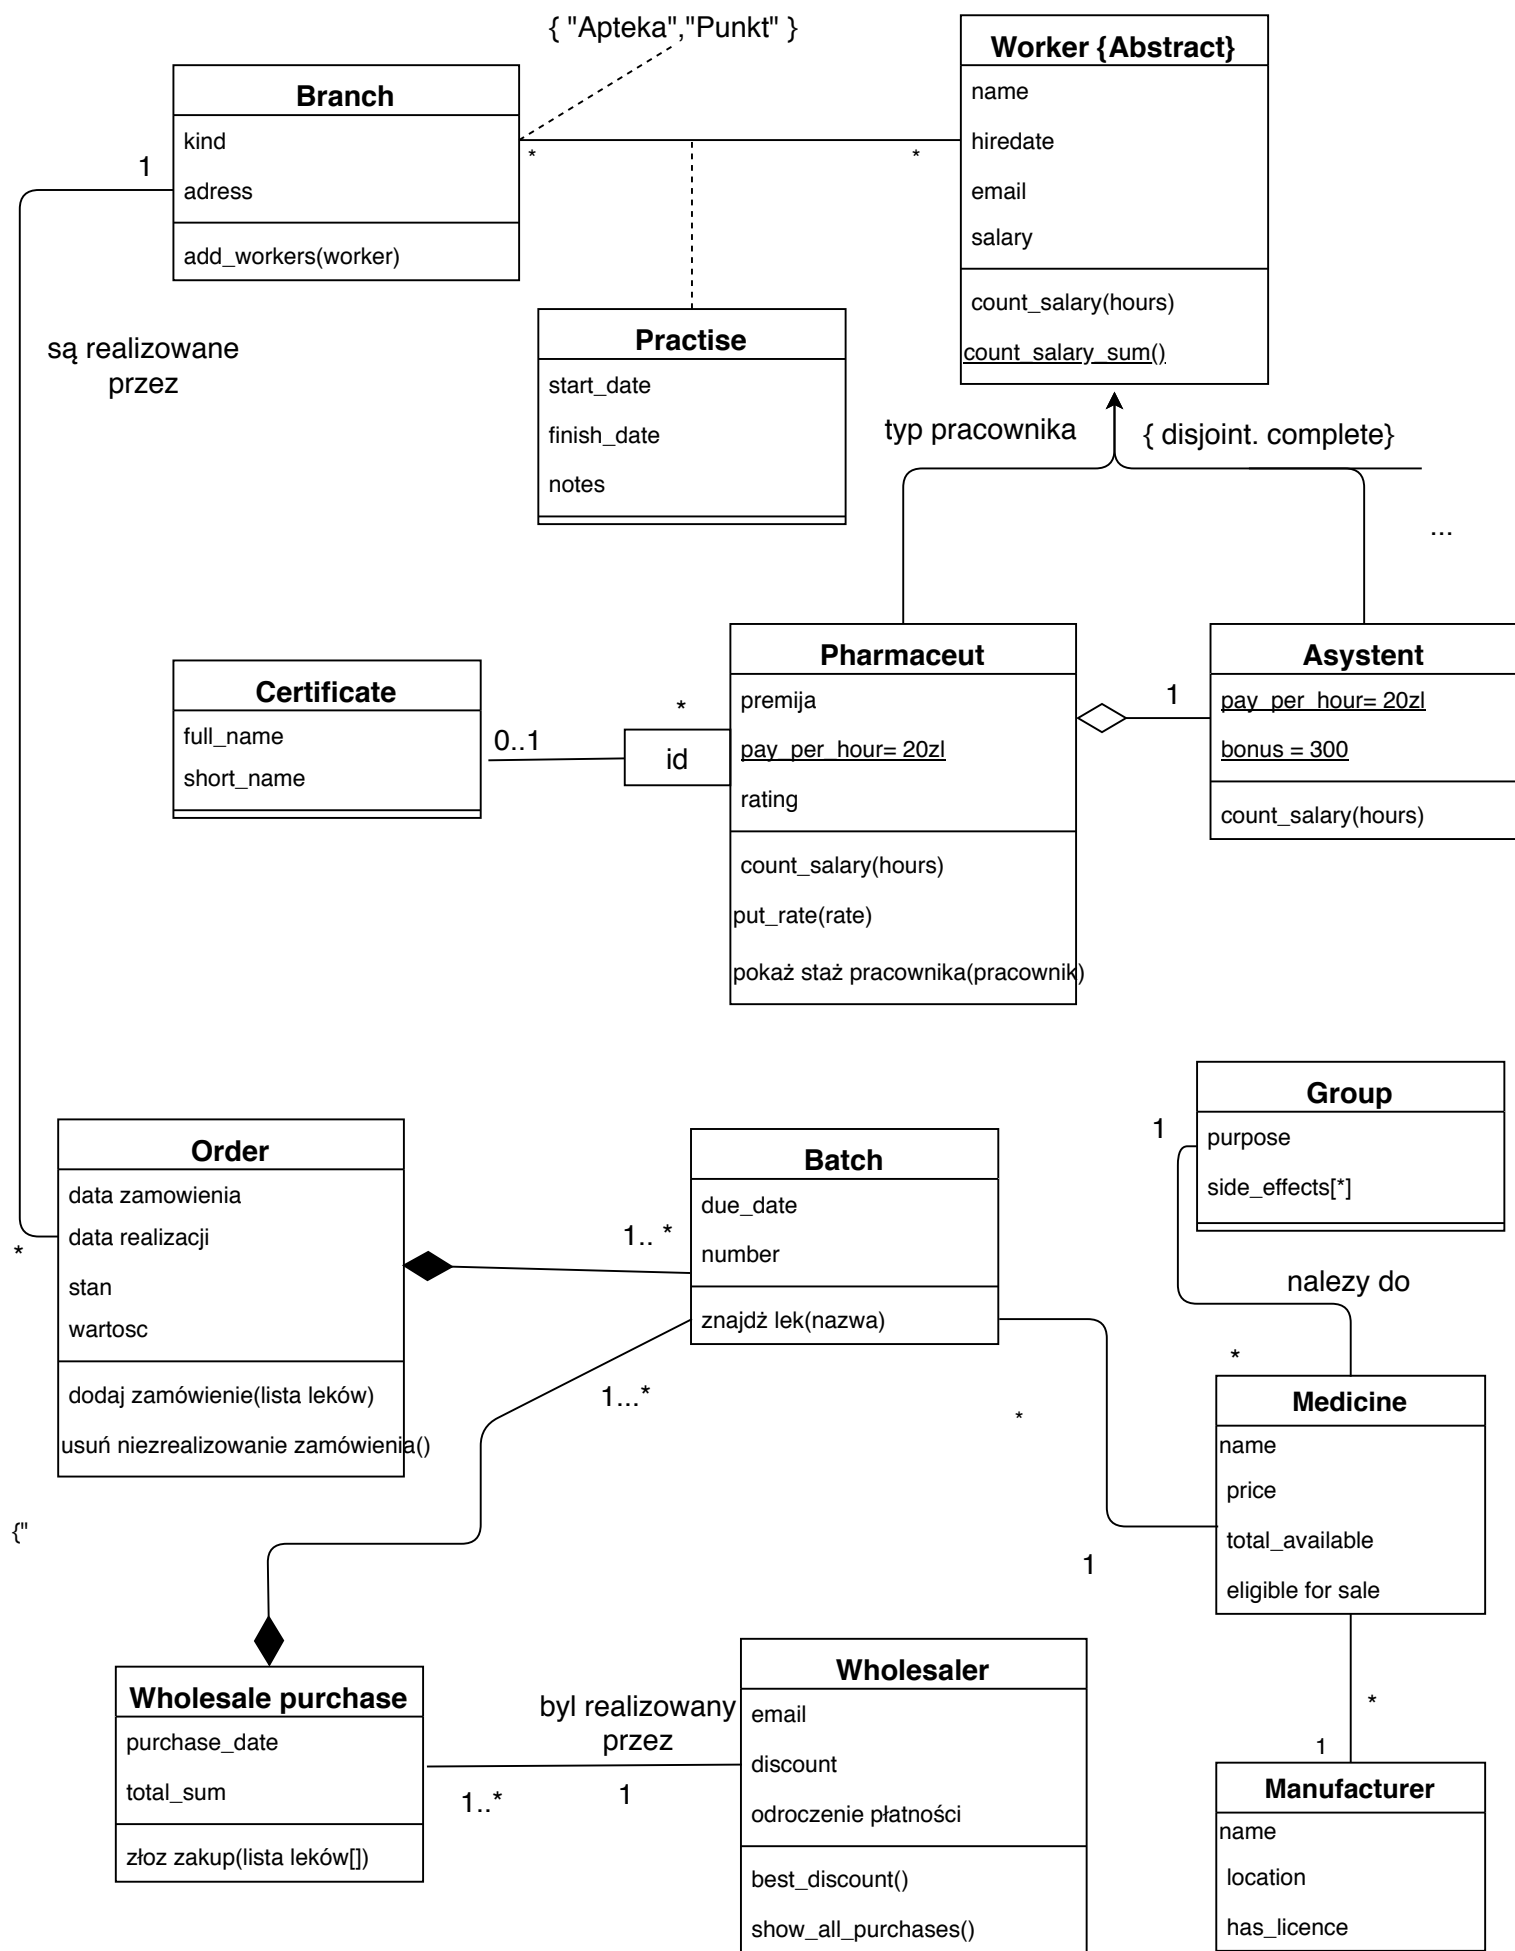 { "Apteka","Punkt" }
Branch
kind
adress
add_workers(worker)
1
*
*
Worker {Abstract}
name
hiredate
email
salary
count_salary(hours)
count_salary_sum()
są realizowane
przez
Practise
start_date
finish_date
notes
typ pracownika
{ disjoint. complete}
...
Certificate
full_name
short_name
0..1
*
id
Pharmaceut
premija
pay_per_hour= 20zl
rating
count_salary(hours)
put_rate(rate)
pokaż staż pracownika(pracownik)
1
Asystent
pay_per_hour= 20zl
bonus = 300
count_salary(hours)
Group
purpose
side_effects[*]
1
nalezy do
*
Order
data zamowienia
data realizacji
stan
wartosc
dodaj zamówienie(lista leków)
usuń niezrealizowanie zamówienia()
*
1.. *
Batch
due_date
number
znajdż lek(nazwa)
1...*
*
1
Medicine
name
price
total_available
eligible for sale
{"
*
1
Wholesale purchase
purchase_date
total_sum
złoz zakup(lista leków[])
byl realizowany
przez
1..*
1
Wholesaler
email
discount
odroczenie płatności
best_discount()
show_all_purchases()
Manufacturer
name
location
has_licence